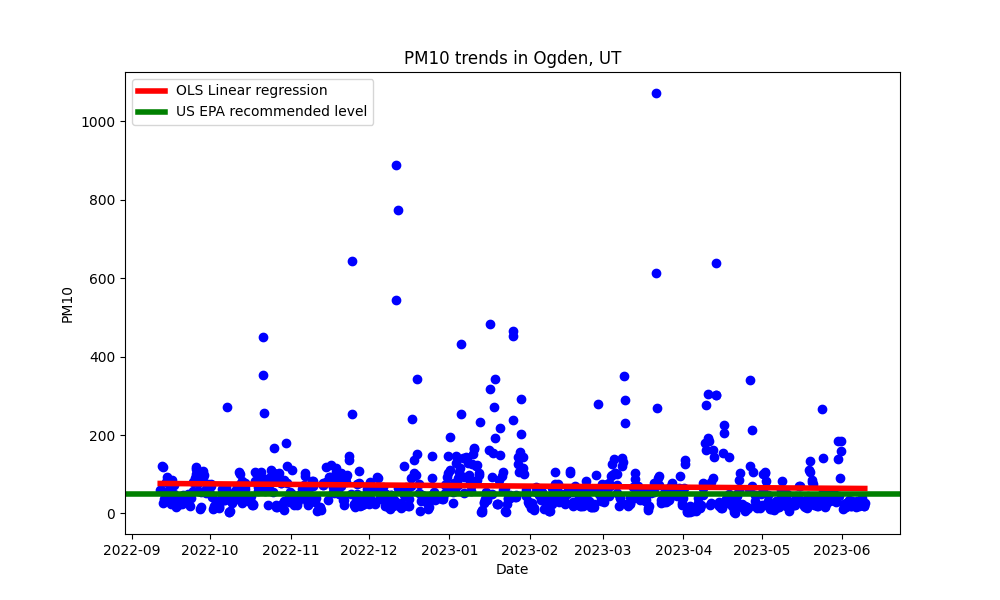 PM10 trends in Ogden, UT
OLS Linear regression
US EPA recommended level
1000
800
600
400
200
0
PM10
2022-09 2022-10 2022-11 2022-12 2023-01 2023-02 2023-03 2023-04 2023-05 2023-06
Date